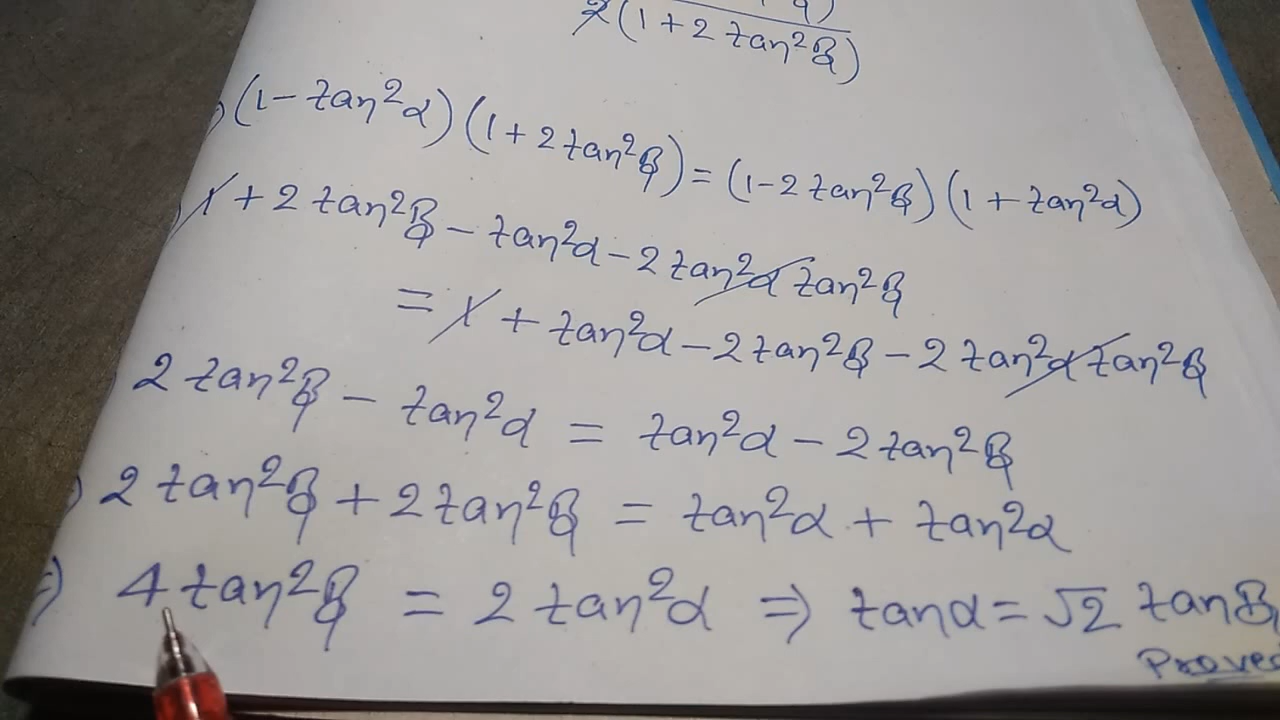 2(1 + 2 tan²β)
(1 - tan²α)(1 + 2 tan²β) = (1 - 2 tan²β)(1 + tan²α)
1 + 2 tan²β - tan²α - 2 tan²α tan²β
= 1 + tan²α - 2 tan²β - 2 tan²α tan²β
2 tan²β - tan²α = tan²α - 2 tan²β
2 tan²β + 2 tan²β = tan²α + tan²α
⇒ 4 tan²β = 2 tan²α ⇒ tanα = √2 tanβ
Proved